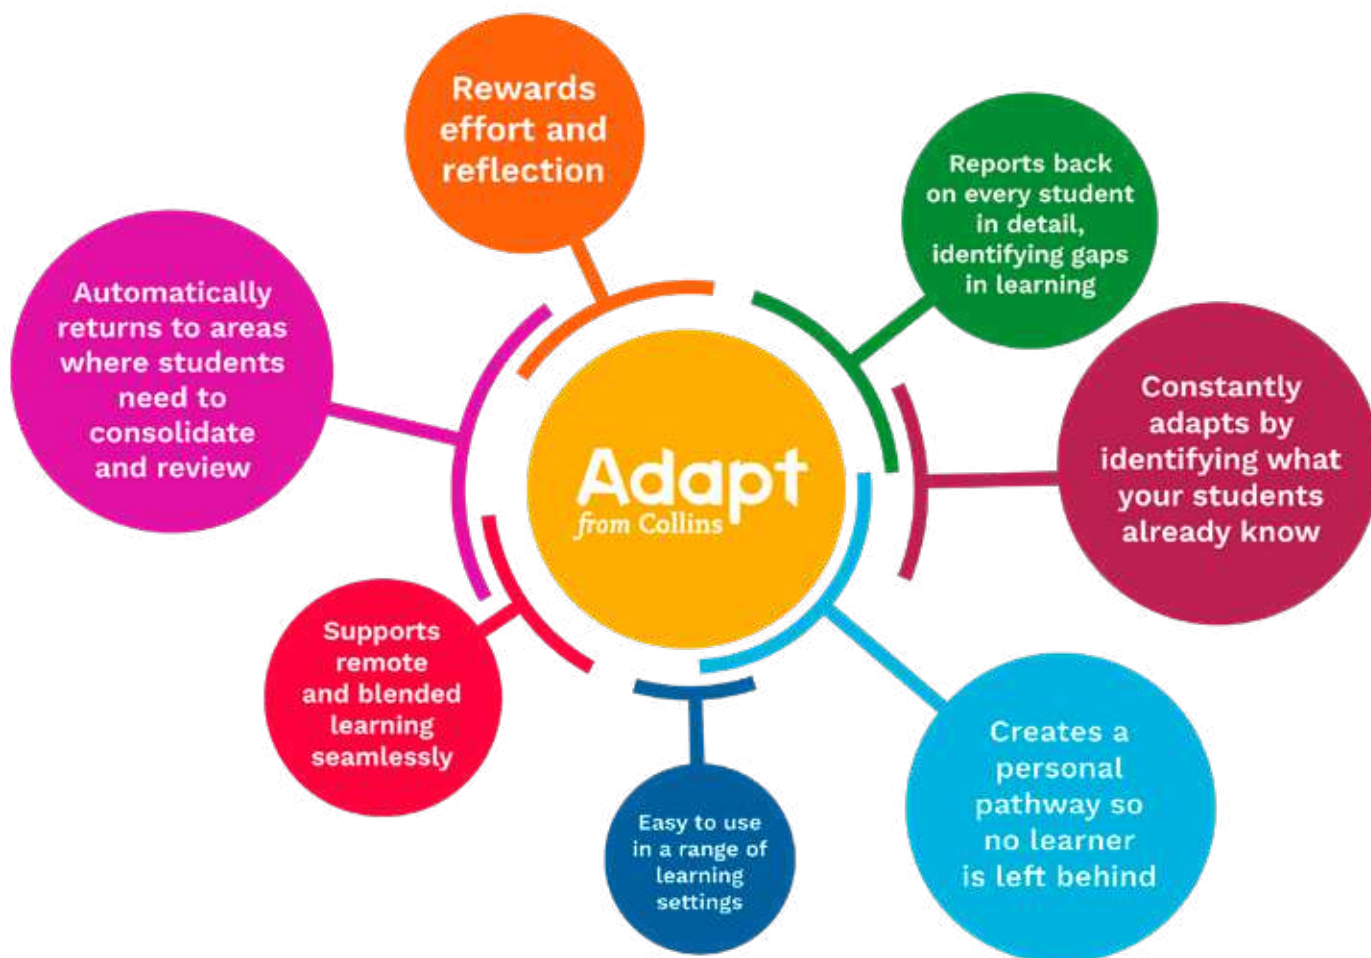 Rewards
effort and
reflection
Reports back
on every student
in detail,
identifying gaps
in learning
Automatically
returns to areas
where students
need to
consolidate
and review
Constantly
adapts by
identifying what
your students
already know
Adapt
from Collins
Supports
remote
and blended
learning
seamlessly
Creates a
personal
pathway so
no learner
is left behind
Easy to use
in a range of
learning
settings